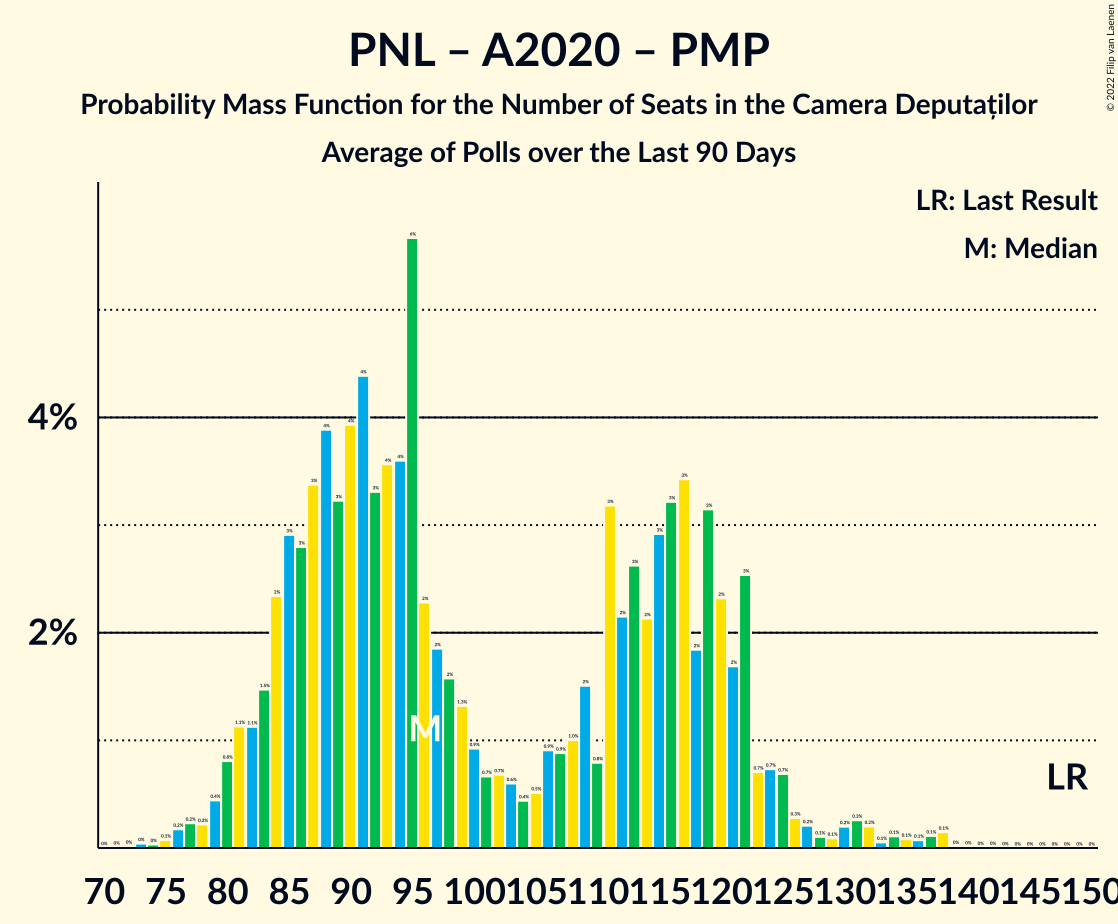 PNL – A2020 – PMP
Probability Mass Function for the Number of Seats in the Camera Deputaților
Average of Polls over the Last 90 Days
© 2022 Filip van Laenen
LR: Last Result
M: Median
4%
2%
M
LR
70 75 80 85 90 95 100 105 110 115 120 125 130 135 140 145 150